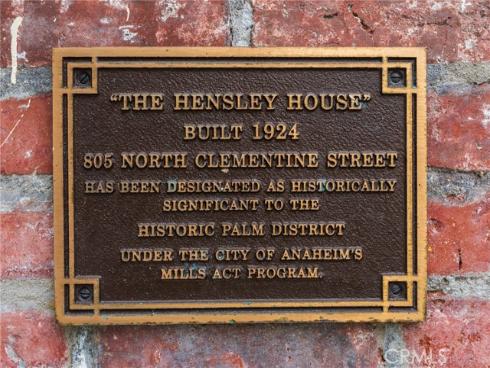 "THE HENSLEY HOUSE"
BUILT 1924
805 NORTH CLEMENTINE STREET
HAS BEEN DESIGNATED AS HISTORICALLY
SIGNIFICANT TO THE
HISTORIC PALM DISTRICT
UNDER THE CITY OF ANAHEIM'S
MILLS ACT PROGRAM.
CRMLS